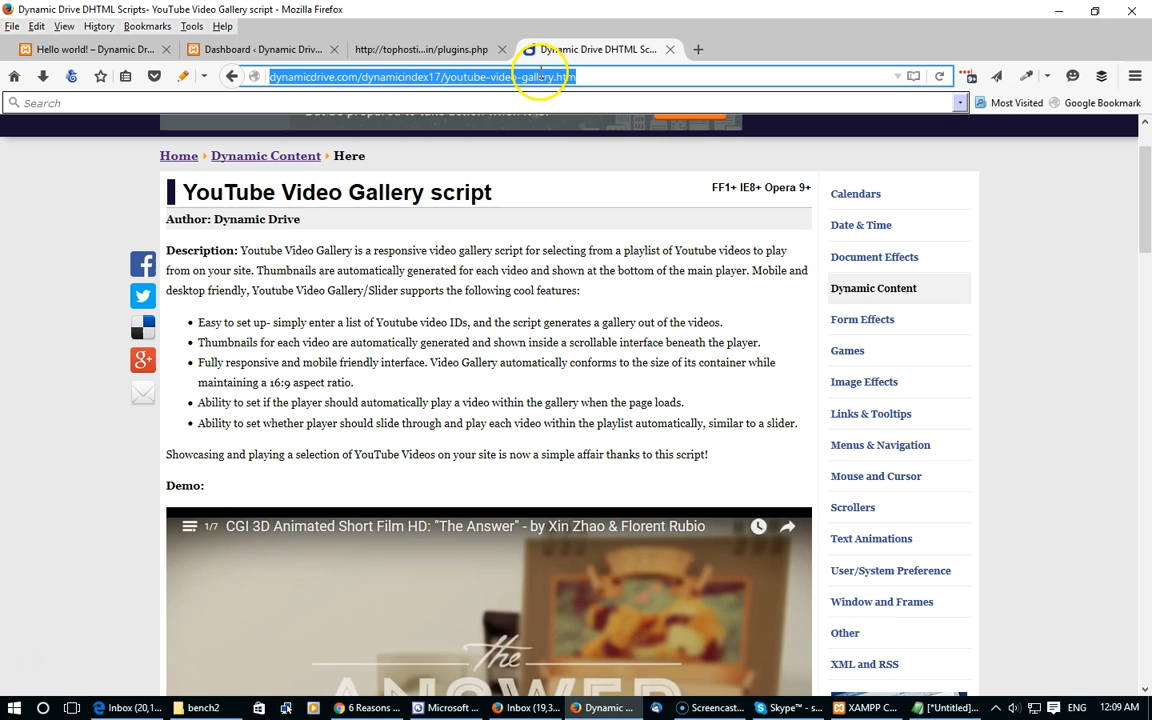 Dynamic Drive DHTML Scripts- YouTube Video Gallery script - Mozilla Firefox
File Edit View History Bookmarks Tools Help
Hello world! – Dynamic Dr...
Dashboard ‹ Dynamic Driv...
http://tophosti...in/plugins.php
Dynamic Drive DHTML Sc...
dynamicdrive.com/dynamicindex17/youtube-video-gallery.htm
Search
Most Visited
Google Bookmark
Home
Dynamic Content
Here
YouTube Video Gallery script
FF1+ IE8+ Opera 9+
Author: Dynamic Drive
Description: Youtube Video Gallery is a responsive video gallery script for selecting from a playlist of Youtube videos to play
from on your site. Thumbnails are automatically generated for each video and shown at the bottom of the main player. Mobile and
desktop friendly, Youtube Video Gallery/Slider supports the following cool features:
Easy to set up- simply enter a list of Youtube video IDs, and the script generates a gallery out of the videos.
Thumbnails for each video are automatically generated and shown inside a scrollable interface beneath the player.
Fully responsive and mobile friendly interface. Video Gallery automatically conforms to the size of its container while
maintaining a 16:9 aspect ratio.
Ability to set if the player should automatically play a video within the gallery when the page loads.
Ability to set whether player should slide through and play each video within the playlist automatically, similar to a slider.
Showcasing and playing a selection of YouTube Videos on your site is now a simple affair thanks to this script!
Demo:
1/7 CGI 3D Animated Short Film HD: "The Answer" - by Xin Zhao & Florent Rubio
the
ANSWER
Calendars
Date & Time
Document Effects
Dynamic Content
Form Effects
Games
Image Effects
Links & Tooltips
Menus & Navigation
Mouse and Cursor
Scrollers
Text Animations
User/System Preference
Window and Frames
Other
XML and RSS
Inbox (20,1...
bench2
6 Reasons ...
Microsoft ...
Inbox (19,3...
Dynamic ...
Screencast...
Skype™ - s...
XAMPP Con...
[*Untitled]...
ENG
12:09 AM